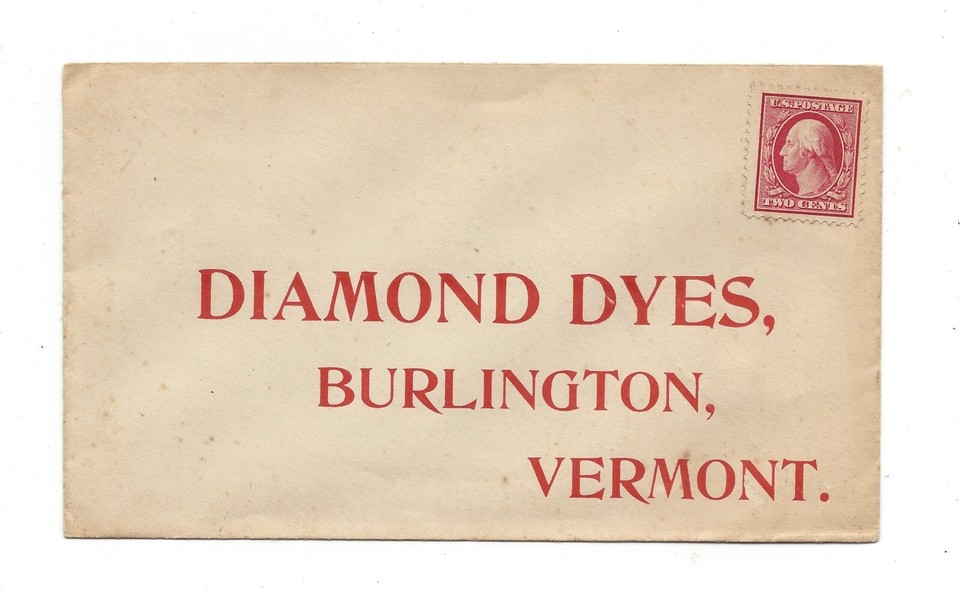 U.S. POSTAGE
TWO CENTS
DIAMOND DYES,
BURLINGTON,
VERMONT.